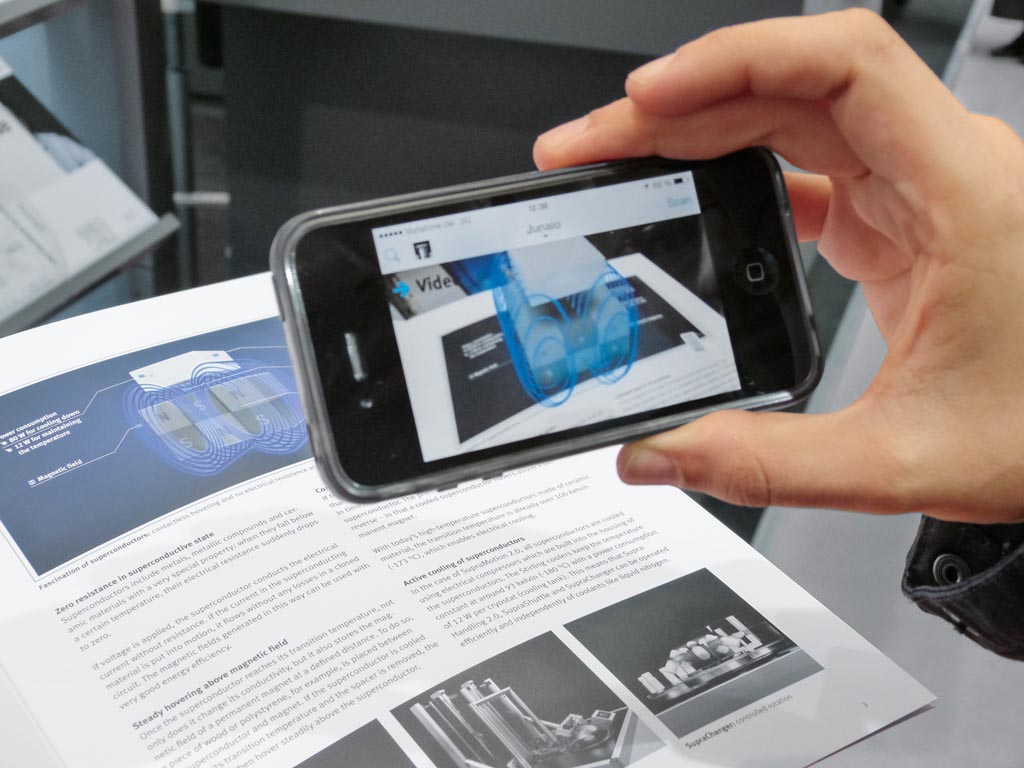 vodafone.de 3G
12:38
Junaio
Scan
Video
ower consumption
80 W for cooling down
12 W for maintaining
the temperature
Magnetic field
N
S
N
S
S
Fascination of superconductors: contactless hovering and no electrical resistance
Zero resistance in superconductive state
Superconductors include metals, metallic compounds and cer-
amic materials with a very special property: when they fall below
a certain temperature, their electrical resistance suddenly drops
to zero.
If voltage is applied, the superconductor conducts the electrical
current without resistance. If the current in the superconducting
material is put into motion, it flows without any losses in a closed
circuit. The magnetic fields generated in this way can be used with
very good energy efficiency.
Steady hovering above magnetic field
Once the superconductor reaches its transition temperature, not
only does it change its conductivity, but it also stores the mag-
netic field of a permanent magnet at a defined distance. To do so,
a piece of wood or polystyrene, for example, is placed between
superconductor and magnet. If the superconductor is cooled
its transition temperature and the spacer is removed, the
hen hover steadily above the superconductor.
reverse – in that a cooled superconductor hovers above a
manent magnet.
With today's high-temperature superconductors made of ceramic
material, the transition temperature is already over 100 kelvin
(-173 °C), which enables electrical cooling.
Active cooling of superconductors
In the case of SupraMotion 2.0, all superconductors are cooled
using electrical compressors which are built into the housing of
the superconductors. The Stirling coolers keep the temperature
constant at around 93 kelvin (-180 °C) with a power consumption
of 12 W per cryostat (cooling tank). This means that Supra-
Handling 2.0, SupraShuttle and SupraChanger can be operated
efficiently and independently of coolants like liquid nitrogen.
SupraChanger: controlled rotation
3